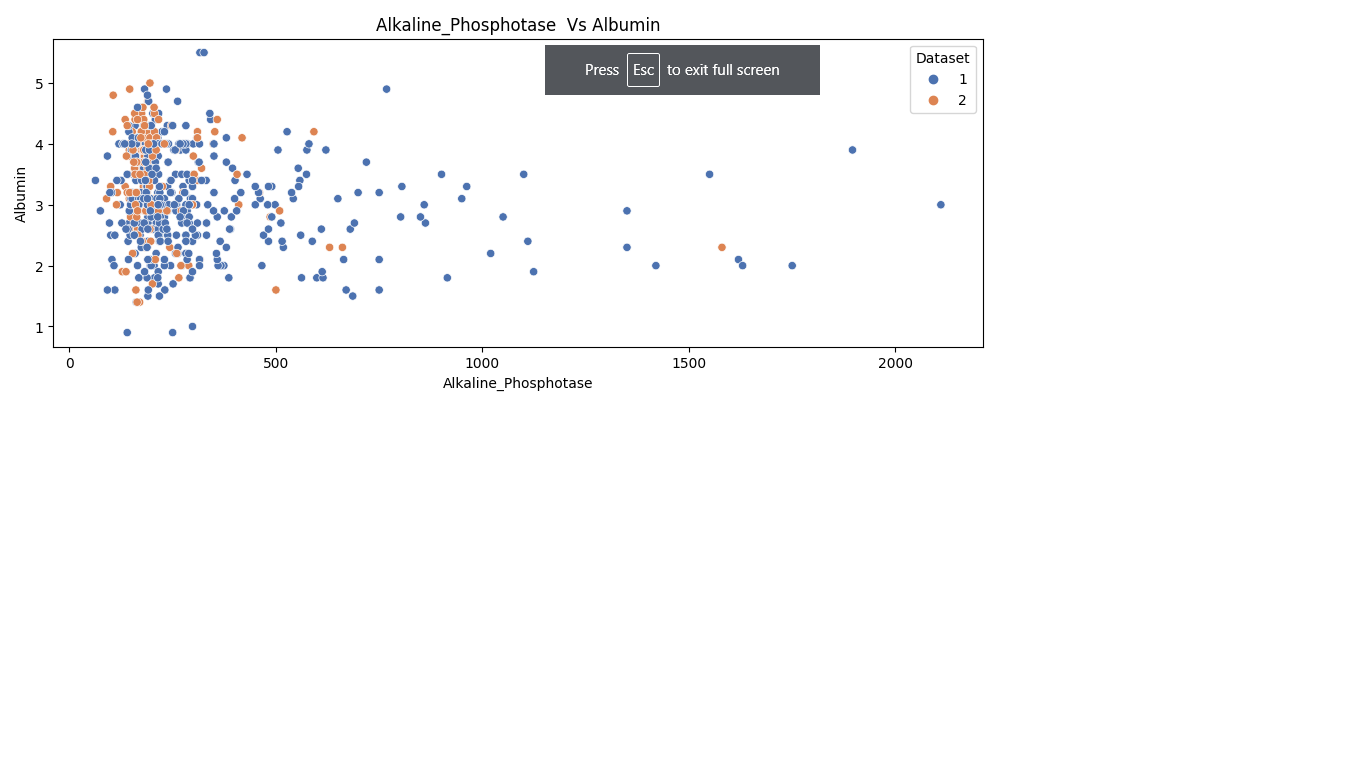 Alkaline_Phosphotase  Vs Albumin
Press Esc to exit full screen
Dataset
1
2
Albumin
5
4
3
2
1
0
500
1000
1500
2000
Alkaline_Phosphotase